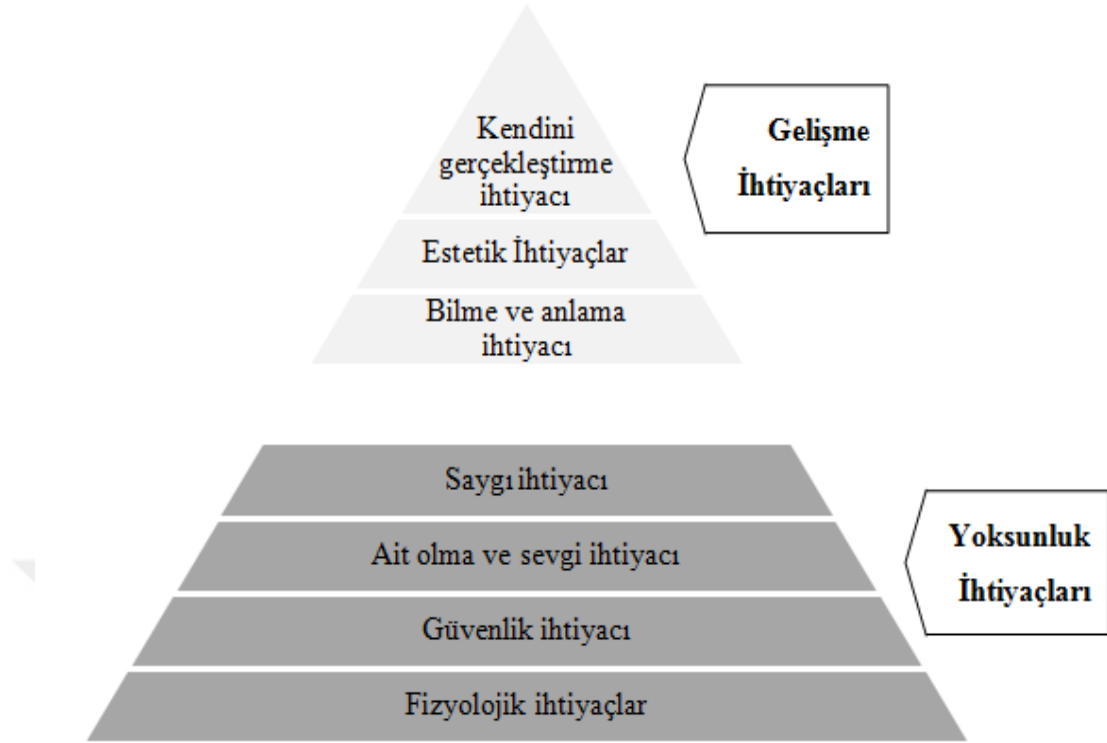 Kendini
gerçekleştirme
ihtiyacı
Gelişme
İhtiyaçları
Estetik İhtiyaçlar
Bilme ve anlama
ihtiyacı
Saygı ihtiyacı
Ait olma ve sevgi ihtiyacı
Yoksunluk
İhtiyaçları
Güvenlik ihtiyacı
Fizyolojik ihtiyaçlar